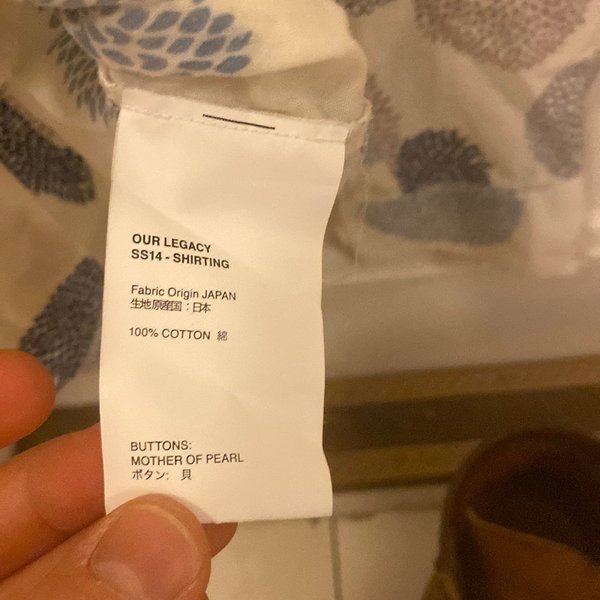 OUR LEGACY
SS14 - SHIRTING
Fabric Origin JAPAN
生地原産国：日本
100% COTTON 綿
BUTTONS:
MOTHER OF PEARL
ボタン: 貝